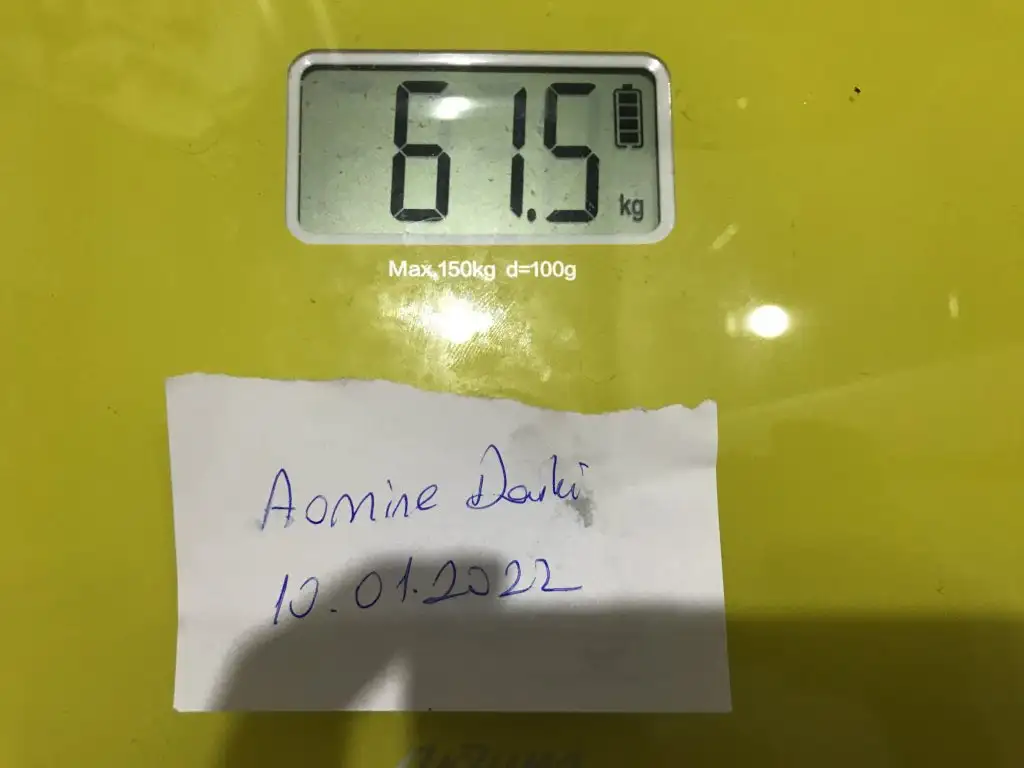 61.5
kg
Max.150kg d=100g
Aomine Daiki
10.01.2022